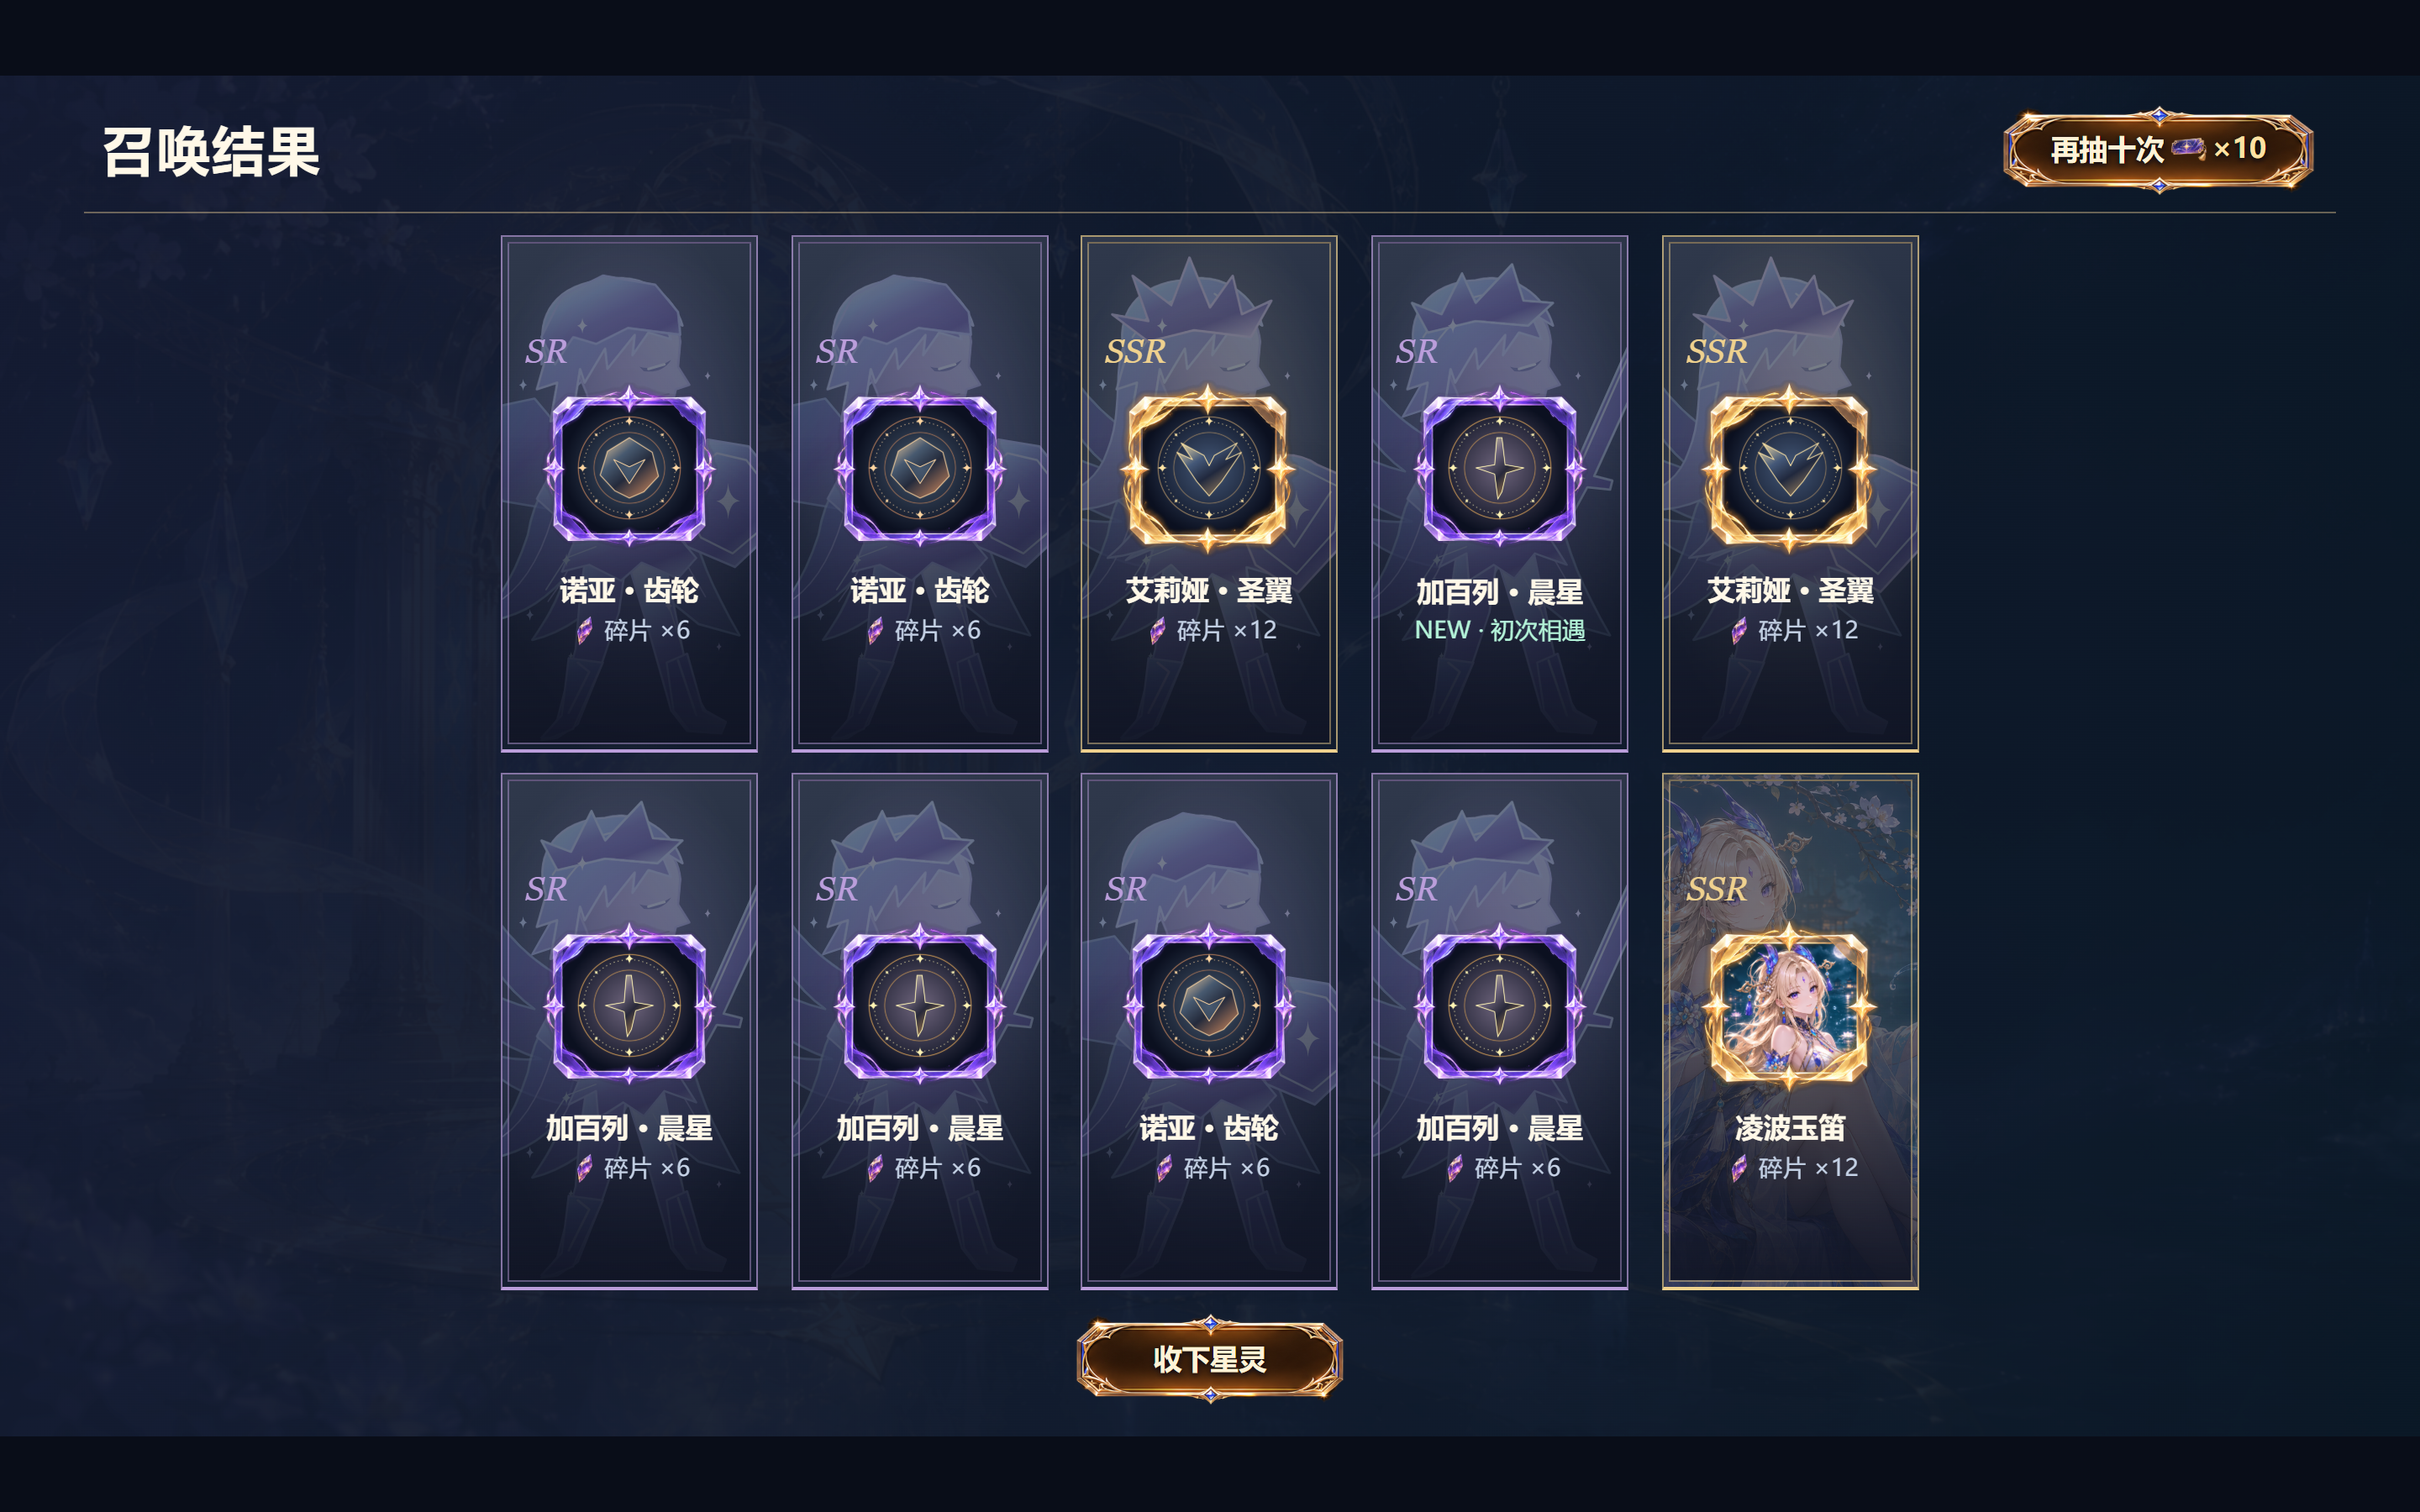 召唤结果
再抽十次 ×10
SR
诺亚·齿轮
碎片 ×6
SR
诺亚·齿轮
碎片 ×6
SSR
艾莉娅·圣翼
碎片 ×12
SR
加百列·晨星
NEW · 初次相遇
SSR
艾莉娅·圣翼
碎片 ×12
SR
加百列·晨星
碎片 ×6
SR
加百列·晨星
碎片 ×6
SR
诺亚·齿轮
碎片 ×6
SR
加百列·晨星
碎片 ×6
SSR
凌波玉笛
碎片 ×12
收下星灵